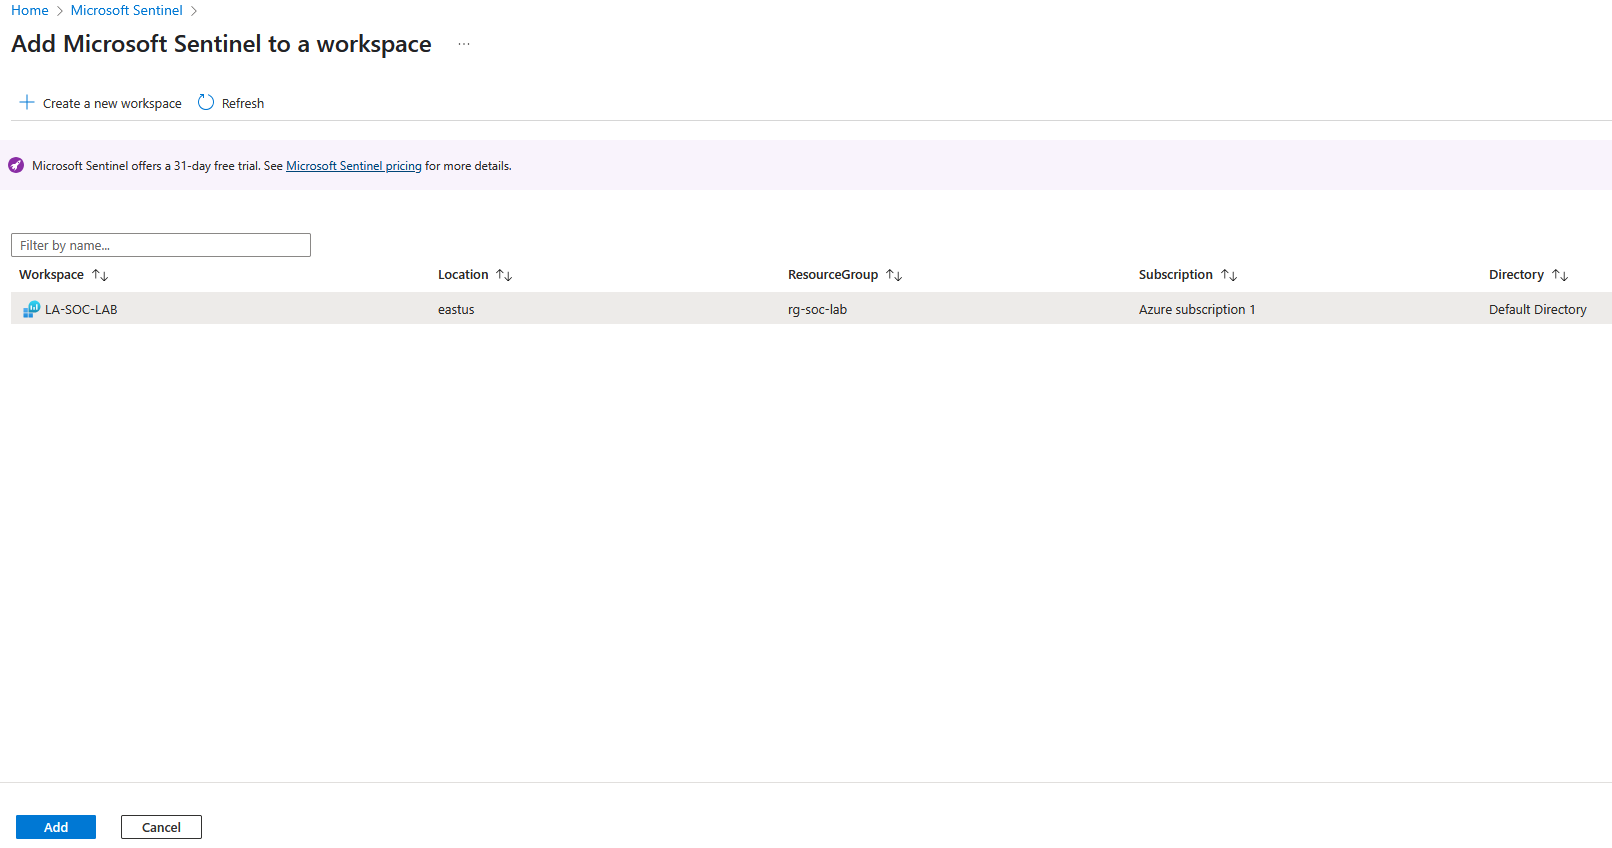 Home > Microsoft Sentinel >
Add Microsoft Sentinel to a workspace ...
Create a new workspace Refresh
Microsoft Sentinel offers a 31-day free trial. See Microsoft Sentinel pricing for more details.
Filter by name...
Workspace ↑↓ Location ↑↓ ResourceGroup ↑↓ Subscription ↑↓ Directory ↑↓
LA-SOC-LAB eastus rg-soc-lab Azure subscription 1 Default Directory
Add Cancel